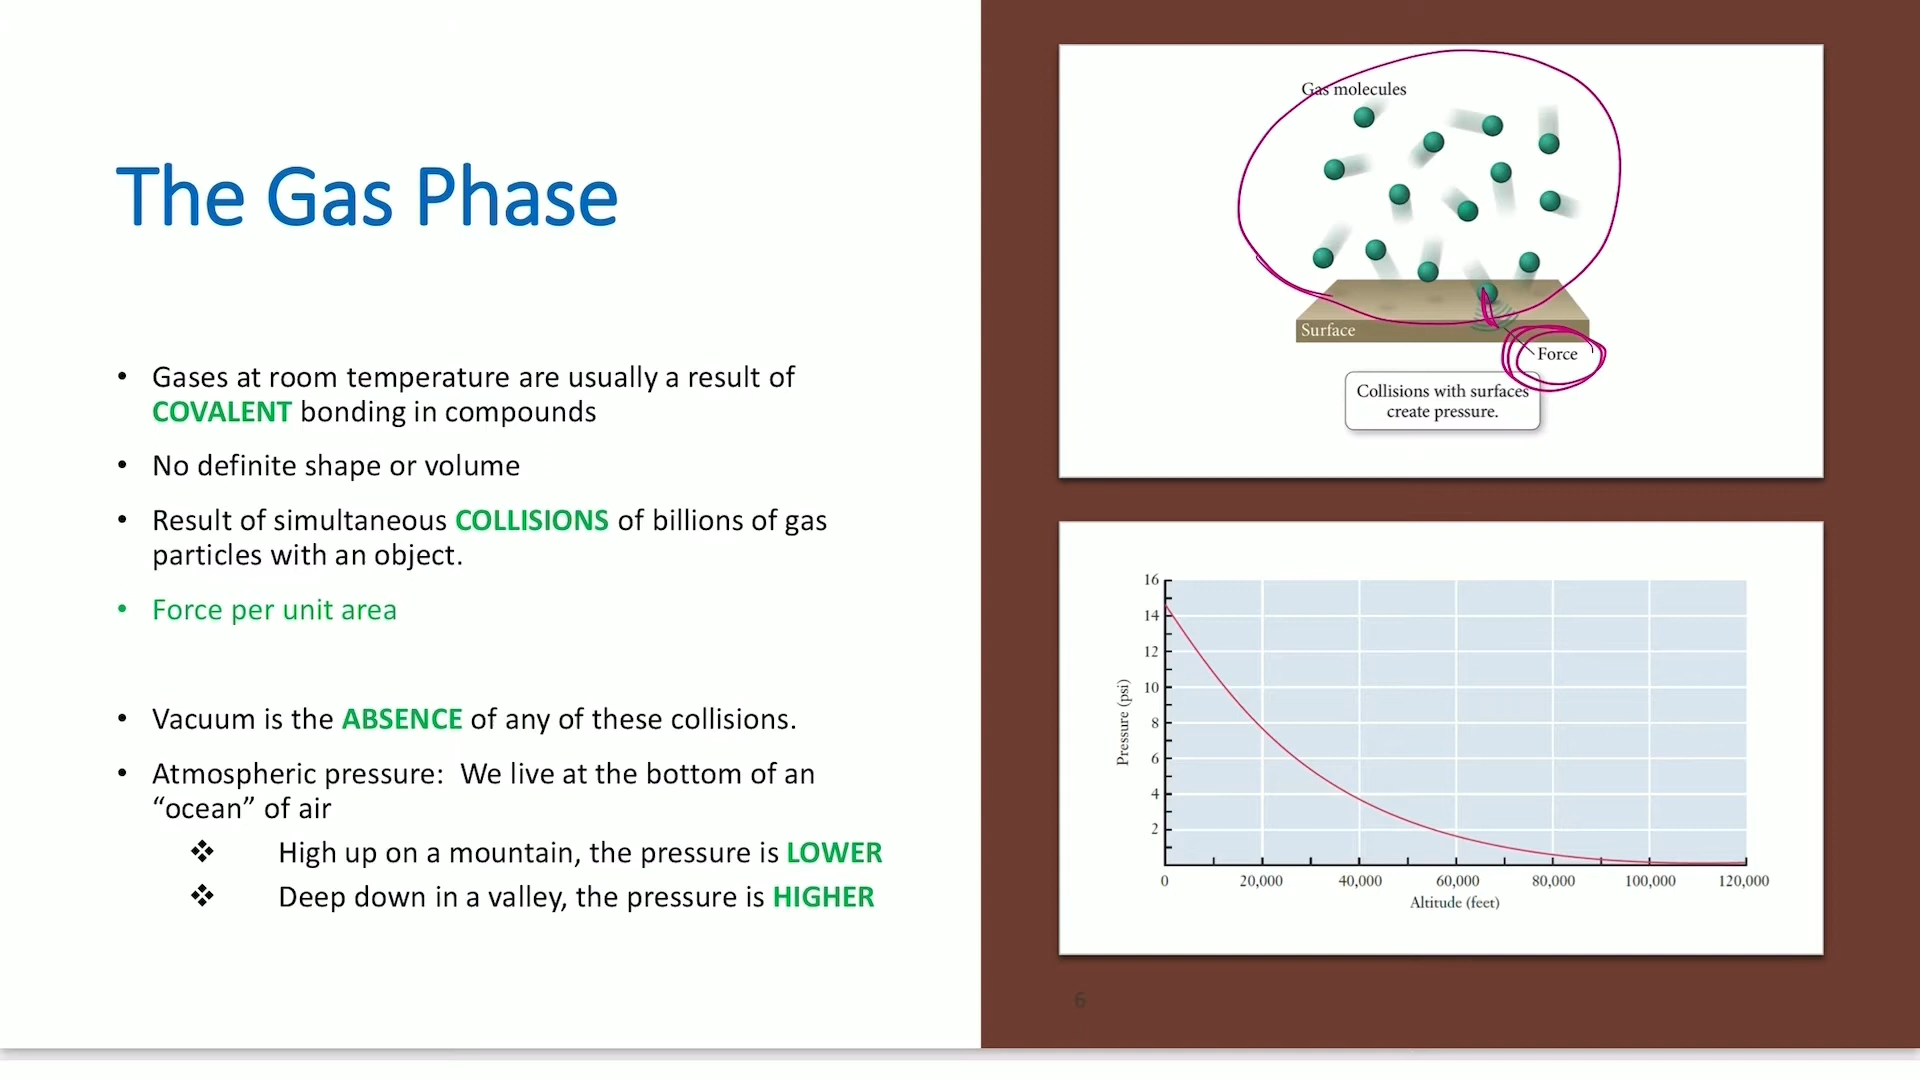 The Gas Phase
• Gases at room temperature are usually a result of
COVALENT bonding in compounds
• No definite shape or volume
• Result of simultaneous COLLISIONS of billions of gas
particles with an object.
• Force per unit area
• Vacuum is the ABSENCE of any of these collisions.
• Atmospheric pressure:  We live at the bottom of an
“ocean” of air
❖ High up on a mountain, the pressure is LOWER
❖ Deep down in a valley, the pressure is HIGHER
Gas molecules
Surface
Force
Collisions with surfaces
create pressure.
16
14
12
10
8
6
4
2
Pressure (psi)
0 20,000 40,000 60,000 80,000 100,000 120,000
Altitude (feet)
6